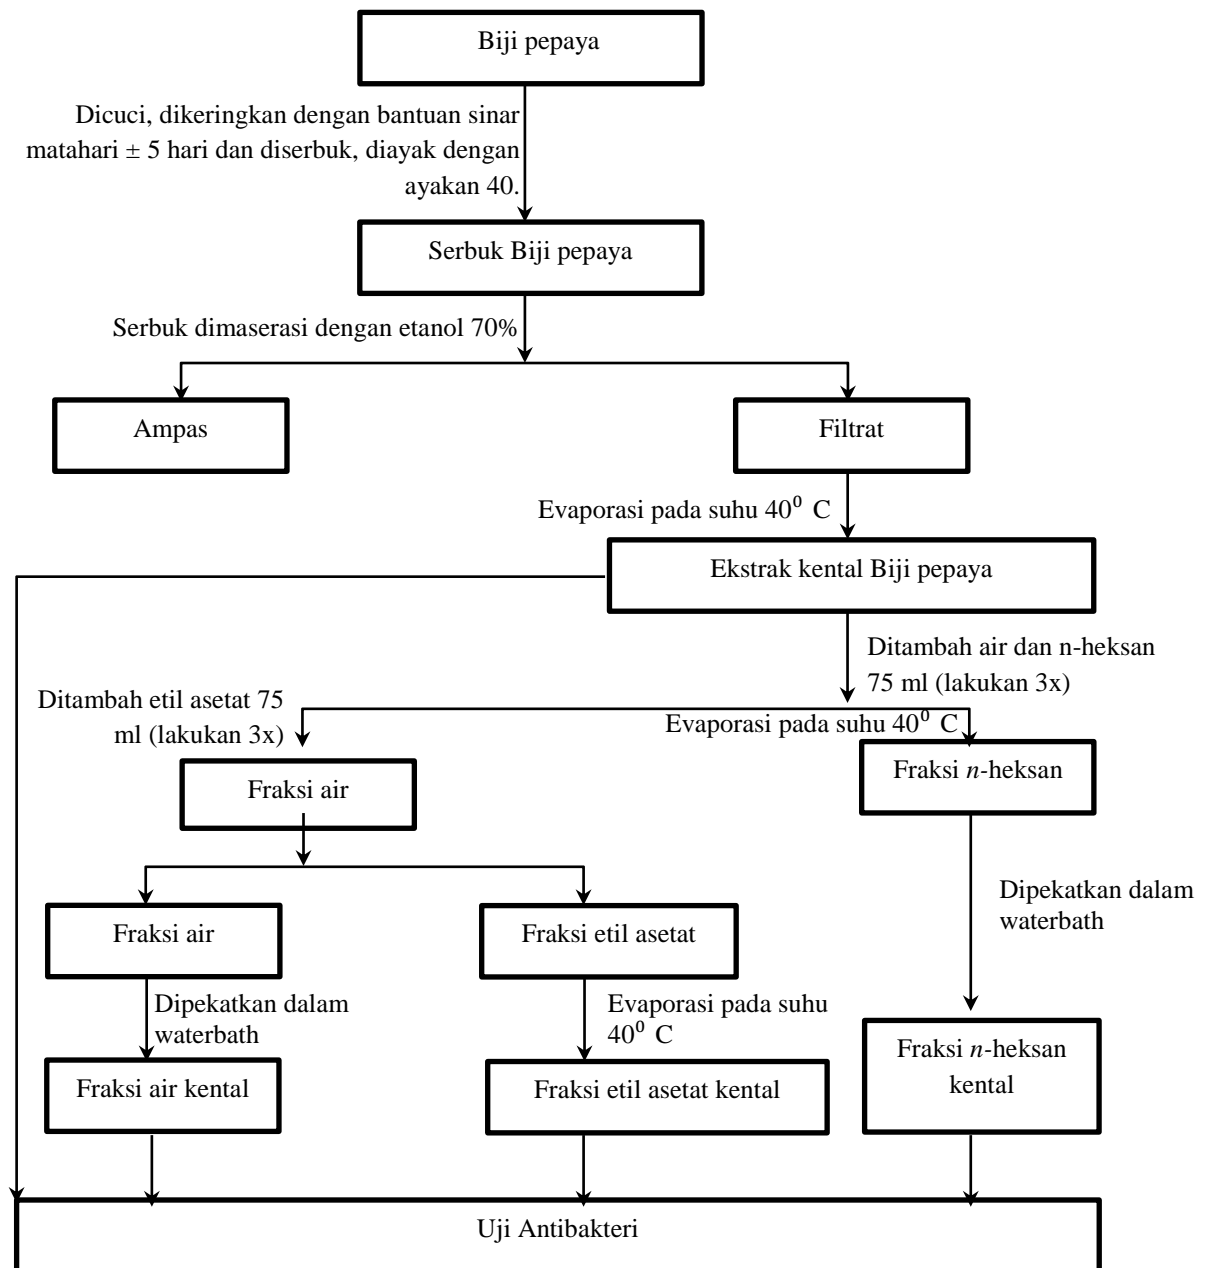 Biji pepaya
Dicuci, dikeringkan dengan bantuan sinar
matahari ± 5 hari dan diserbuk, diayak dengan
ayakan 40.
Serbuk Biji pepaya
Serbuk dimaserasi dengan etanol 70%
Ampas
Filtrat
Evaporasi pada suhu 40⁰ C
Ekstrak kental Biji pepaya
Ditambah air dan n-heksan
75 ml (lakukan 3x)
Ditambah etil asetat 75
ml (lakukan 3x)
Evaporasi pada suhu 40⁰ C
Fraksi air
Fraksi n-heksan
Fraksi air
Fraksi etil asetat
Dipekatkan dalam
waterbath
Dipekatkan dalam
waterbath
Evaporasi pada suhu
40⁰ C
Fraksi air kental
Fraksi etil asetat kental
Fraksi n-heksan
kental
Uji Antibakteri